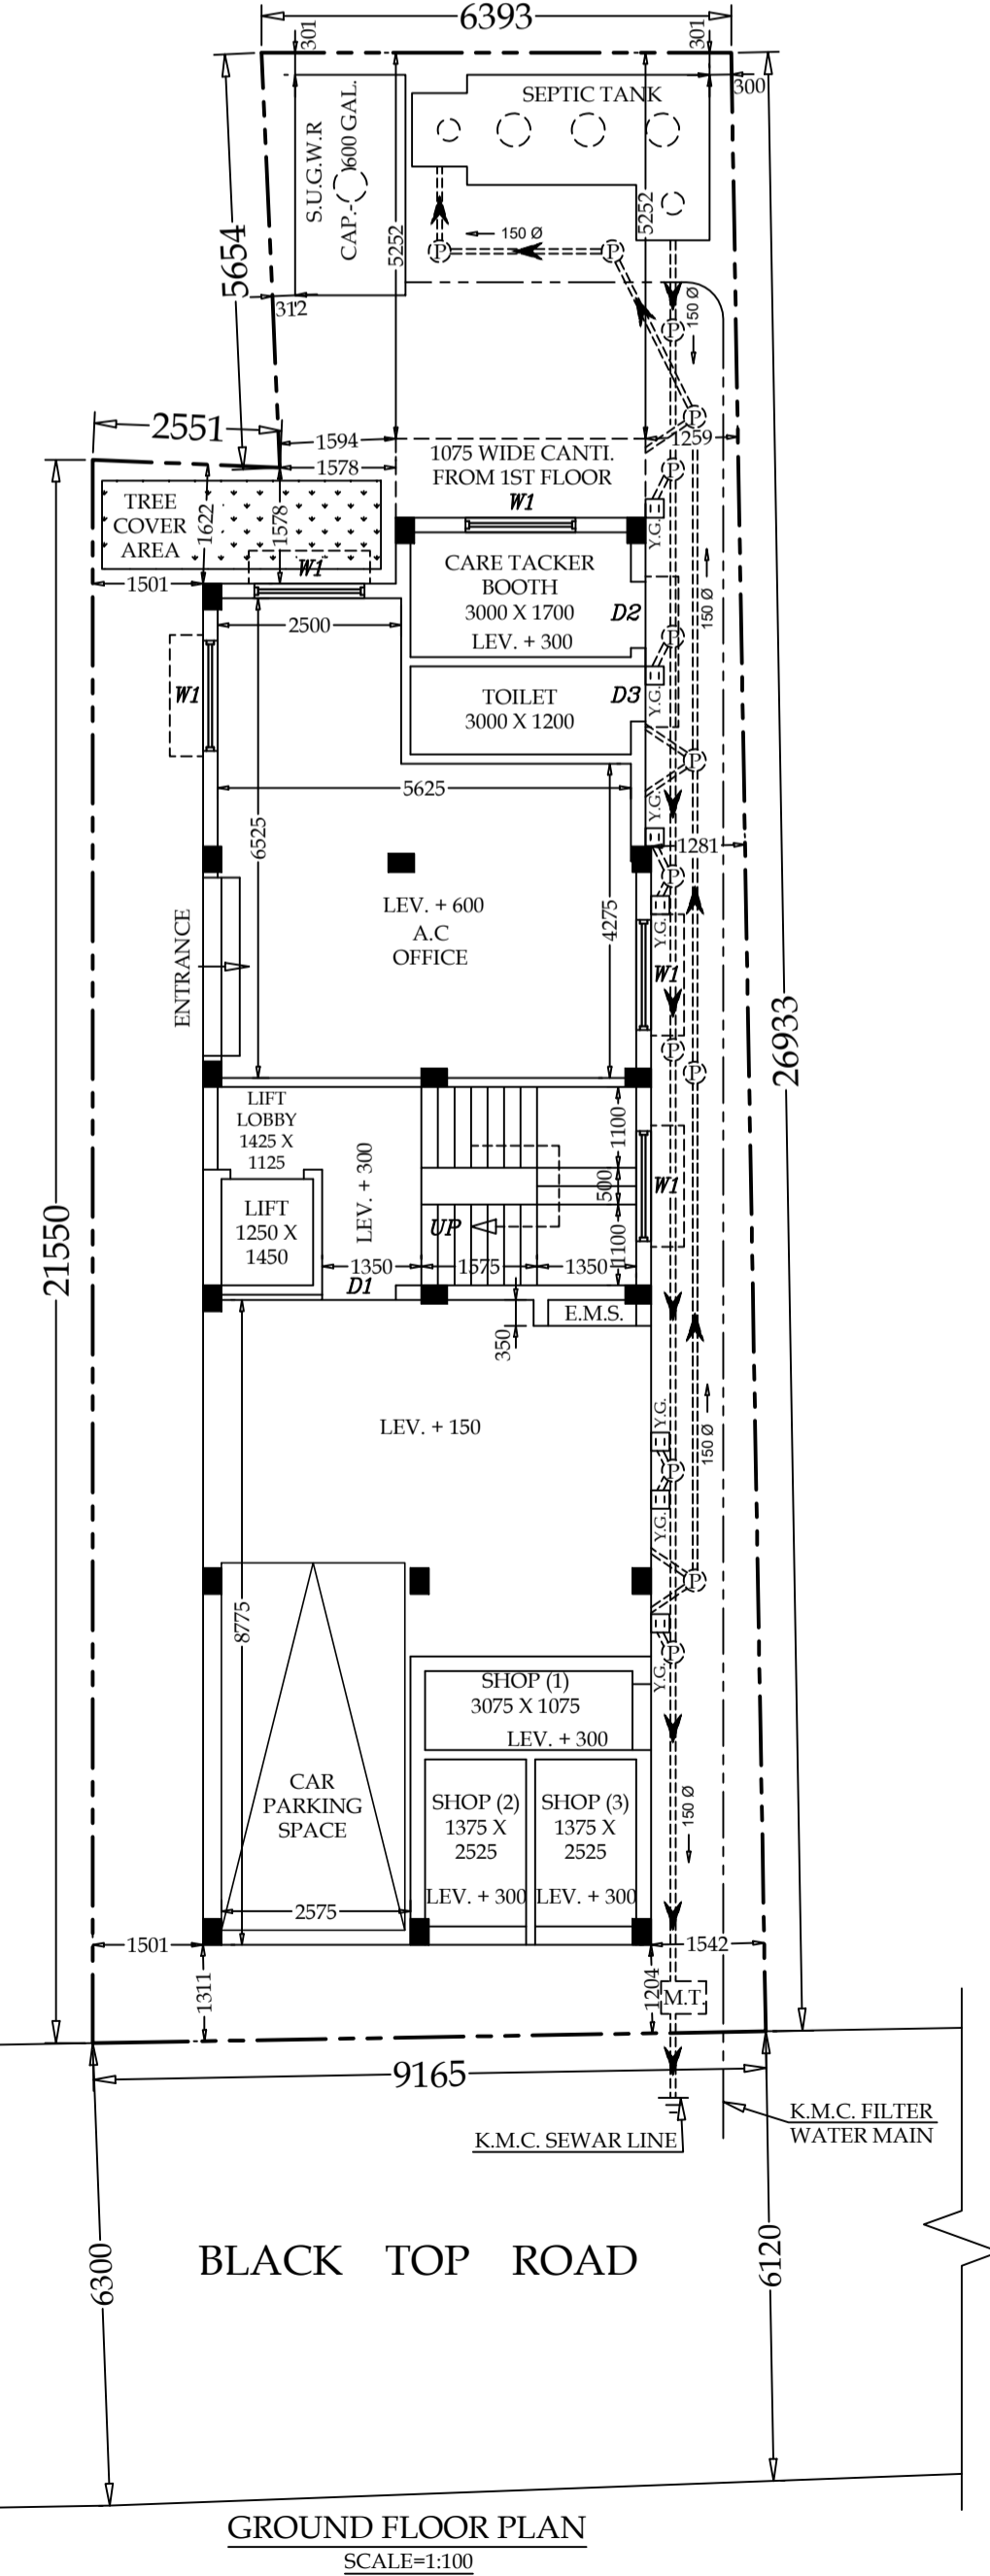 6393
301
301
300
SEPTIC TANK
S.U.G.W.R
CAP.-600 GAL.
5654
5252
5252
150 Ø
P
P
312
P
150 Ø
P
2551
1594
1259
1578
1075 WIDE CANTI.
FROM 1ST FLOOR
W1
P
TREE
COVER
AREA
1622
1578
W1
Y.G.
1501
CARE TACKER
BOOTH
3000 X 1700
LEV. + 300
D2
150 Ø
P
2500
W1
TOILET
3000 X 1200
D3
Y.G.
P
5625
6525
Y.G.
1281
P
LEV. + 600
A.C
OFFICE
4275
Y.G.
ENTRANCE
W1
P
P
26933
LIFT
LOBBY
1425 X
1125
LEV. + 300
1100
500
1100
W1
LIFT
1250 X
1450
UP
21550
1350
1575
1350
D1
E.M.S.
350
LEV. + 150
Y.G.
150 Ø
P
Y.G.
P
8775
Y.G.
P
SHOP (1)
3075 X 1075
LEV. + 300
CAR
PARKING
SPACE
SHOP (2)
1375 X
2525
LEV. + 300
SHOP (3)
1375 X
2525
LEV. + 300
150 Ø
2575
1501
1542
1311
1204
M.T.
9165
K.M.C. SEWAR LINE
K.M.C. FILTER
WATER MAIN
6300
BLACK TOP ROAD
6120
GROUND FLOOR PLAN
SCALE=1:100